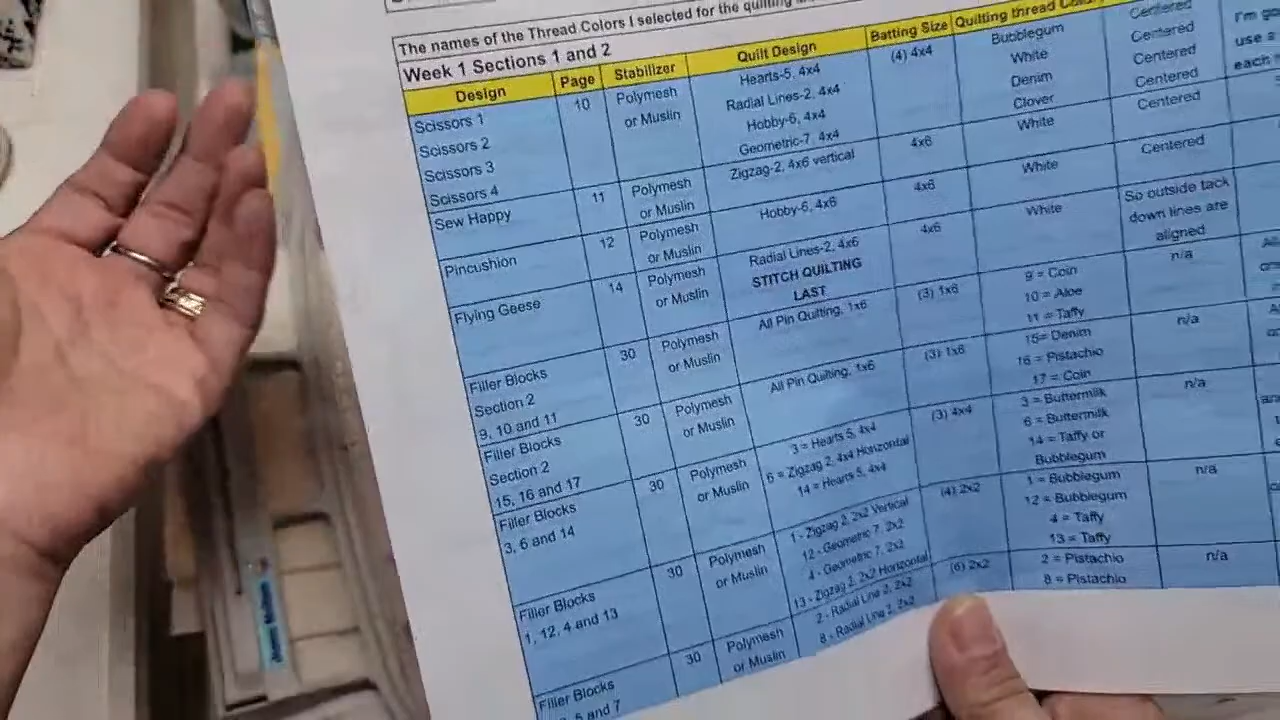 The names of the Thread Colors I selected for the quilting
Week 1 Sections 1 and 2
Design Page Stabilizer Quilt Design Batting Size Quilting thread
Scissors 1 10 Polymesh Hearts-5, 4x4 (4) 4x4 Bubblegum Centered
Scissors 2 or Muslin Radial Lines-2, 4x4 White Centered
Scissors 3 Hobby-6, 4x4 Denim Centered
Scissors 4 Geometric-7, 4x4 Clover Centered
Sew Happy 11 Polymesh Zigzag-2, 4x6 vertical 4x6 White Centered
or Muslin
Pincushion 12 Polymesh Hobby-6, 4x6 4x6 White Centered
or Muslin
Flying Geese 14 Polymesh Radial Lines-2, 4x6 4x6 White So outside tack
or Muslin STITCH QUILTING down lines are
LAST aligned
Filler Blocks 30 Polymesh All Pin Quilting, 1x6 (3) 1x6 9 = Coin n/a
Section 2 or Muslin 10 = Aloe
9, 10 and 11 11 = Taffy
Filler Blocks 30 Polymesh All Pin Quilting, 1x6 (3) 1x6 15= Denim n/a
Section 2 or Muslin 16 = Pistachio
15, 16 and 17 17 = Coin
Filler Blocks 30 Polymesh 3 = Hearts 5, 4x4 (3) 4x4 3 = Buttermilk n/a
3, 6 and 14 or Muslin 6 = Zigzag 2, 4x4 Horizontal 6 = Buttermilk
14 = Hearts 5, 4x4 14 = Taffy or
Bubblegum
Filler Blocks 30 Polymesh 1 - Zigzag 2, 2x2 Vertical (4) 2x2 1 = Bubblegum n/a
1, 12, 4 and 13 or Muslin 12 - Geometric 7, 2x2 12 = Bubblegum
4 - Geometric 7, 2x2 4 = Taffy
13 - Zigzag 2, 2x2 Horizontal 13 = Taffy
Filler Blocks 30 Polymesh 2 - Radial Line 2, 2x2 (6) 2x2 2 = Pistachio n/a
5 and 7 or Muslin 8 - Radial Line 2, 2x2 8 = Pistachio
I'm
use a
each